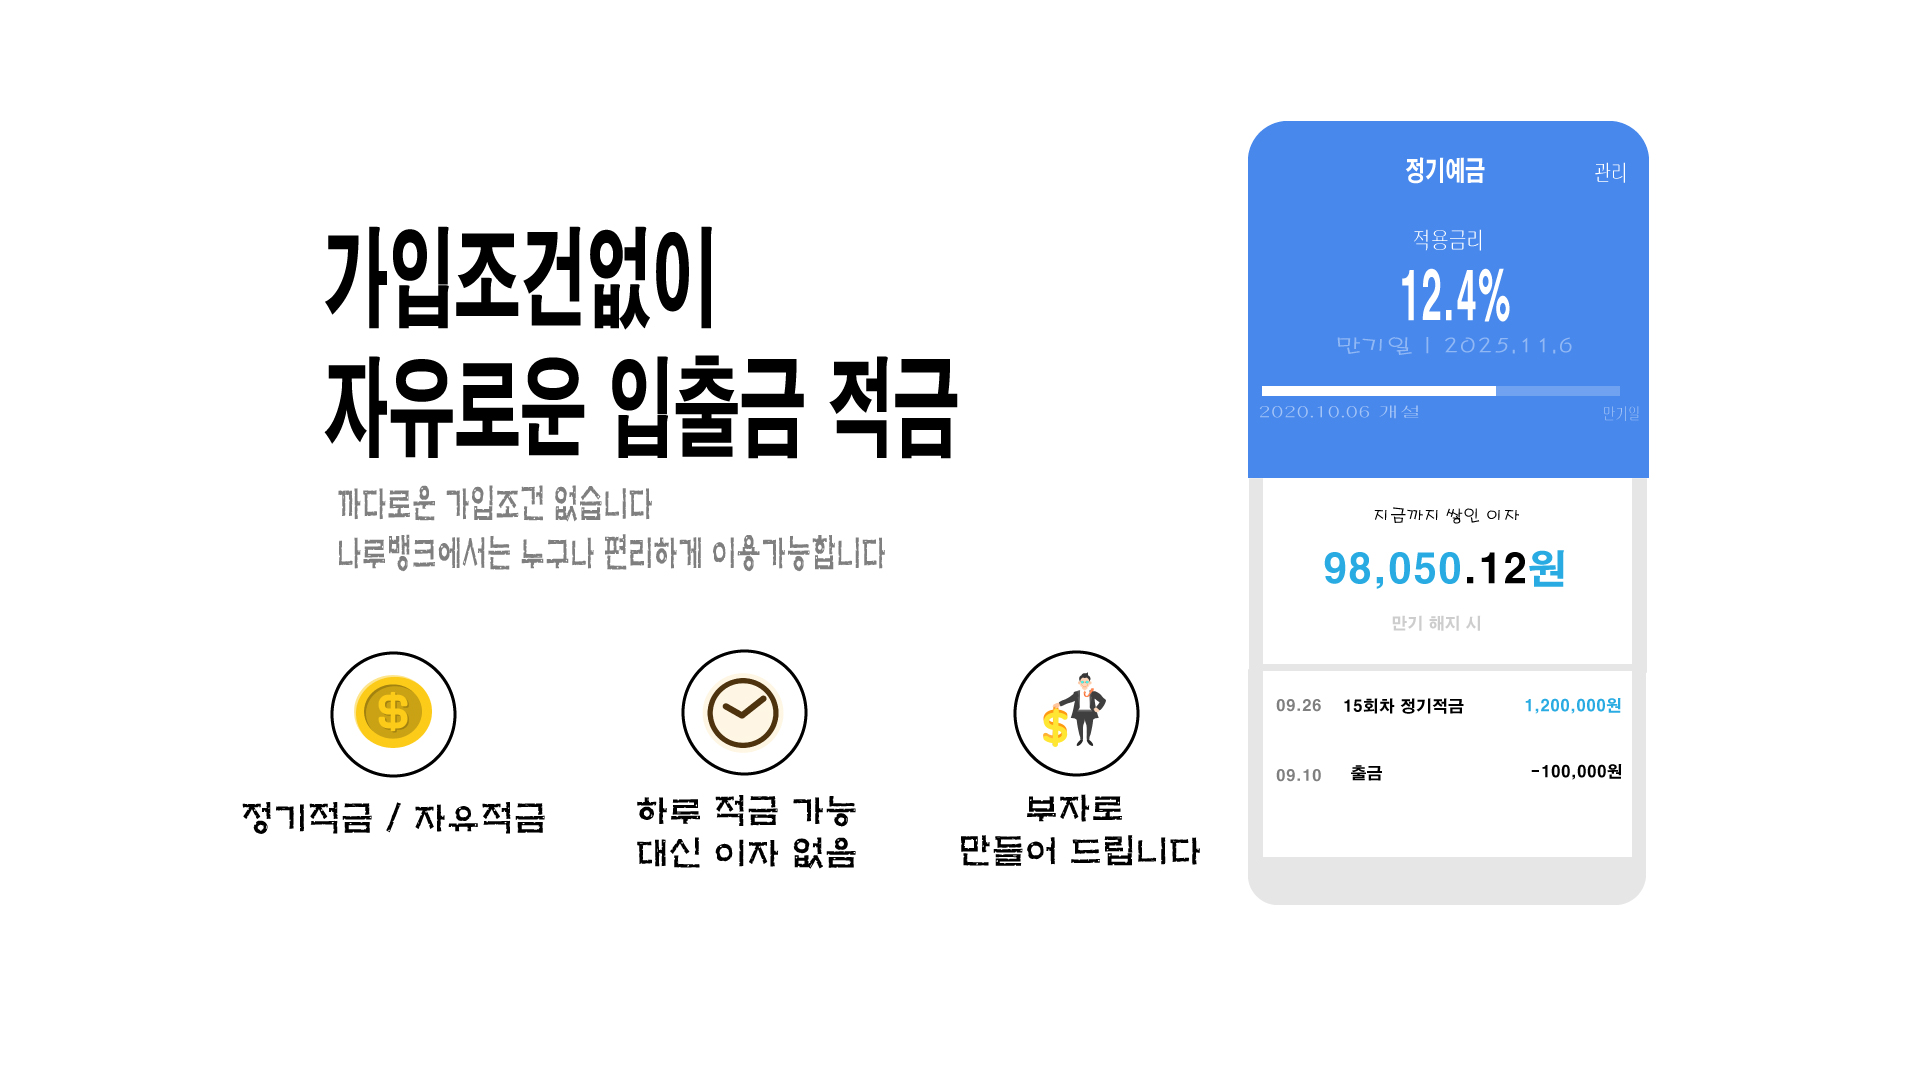 가입조건없이
자유로운 입출금 적금
까다로운 가입조건 없습니다
나루뱅크에서는 누구나 편리하게 이용가능합니다
$
정기적금 / 자유적금
하루 적금 가능
대신 이자 없음
$
부자로
만들어 드립니다
정기예금 관리
적용금리
12.4%
만기일 | 2025.11.6
2020.10.06 개설 만기일
지금까지 쌓인 이자
98,050.12원
만기 해지 시
09.26 15회차 정기적금 1,200,000원
09.10 출금 -100,000원